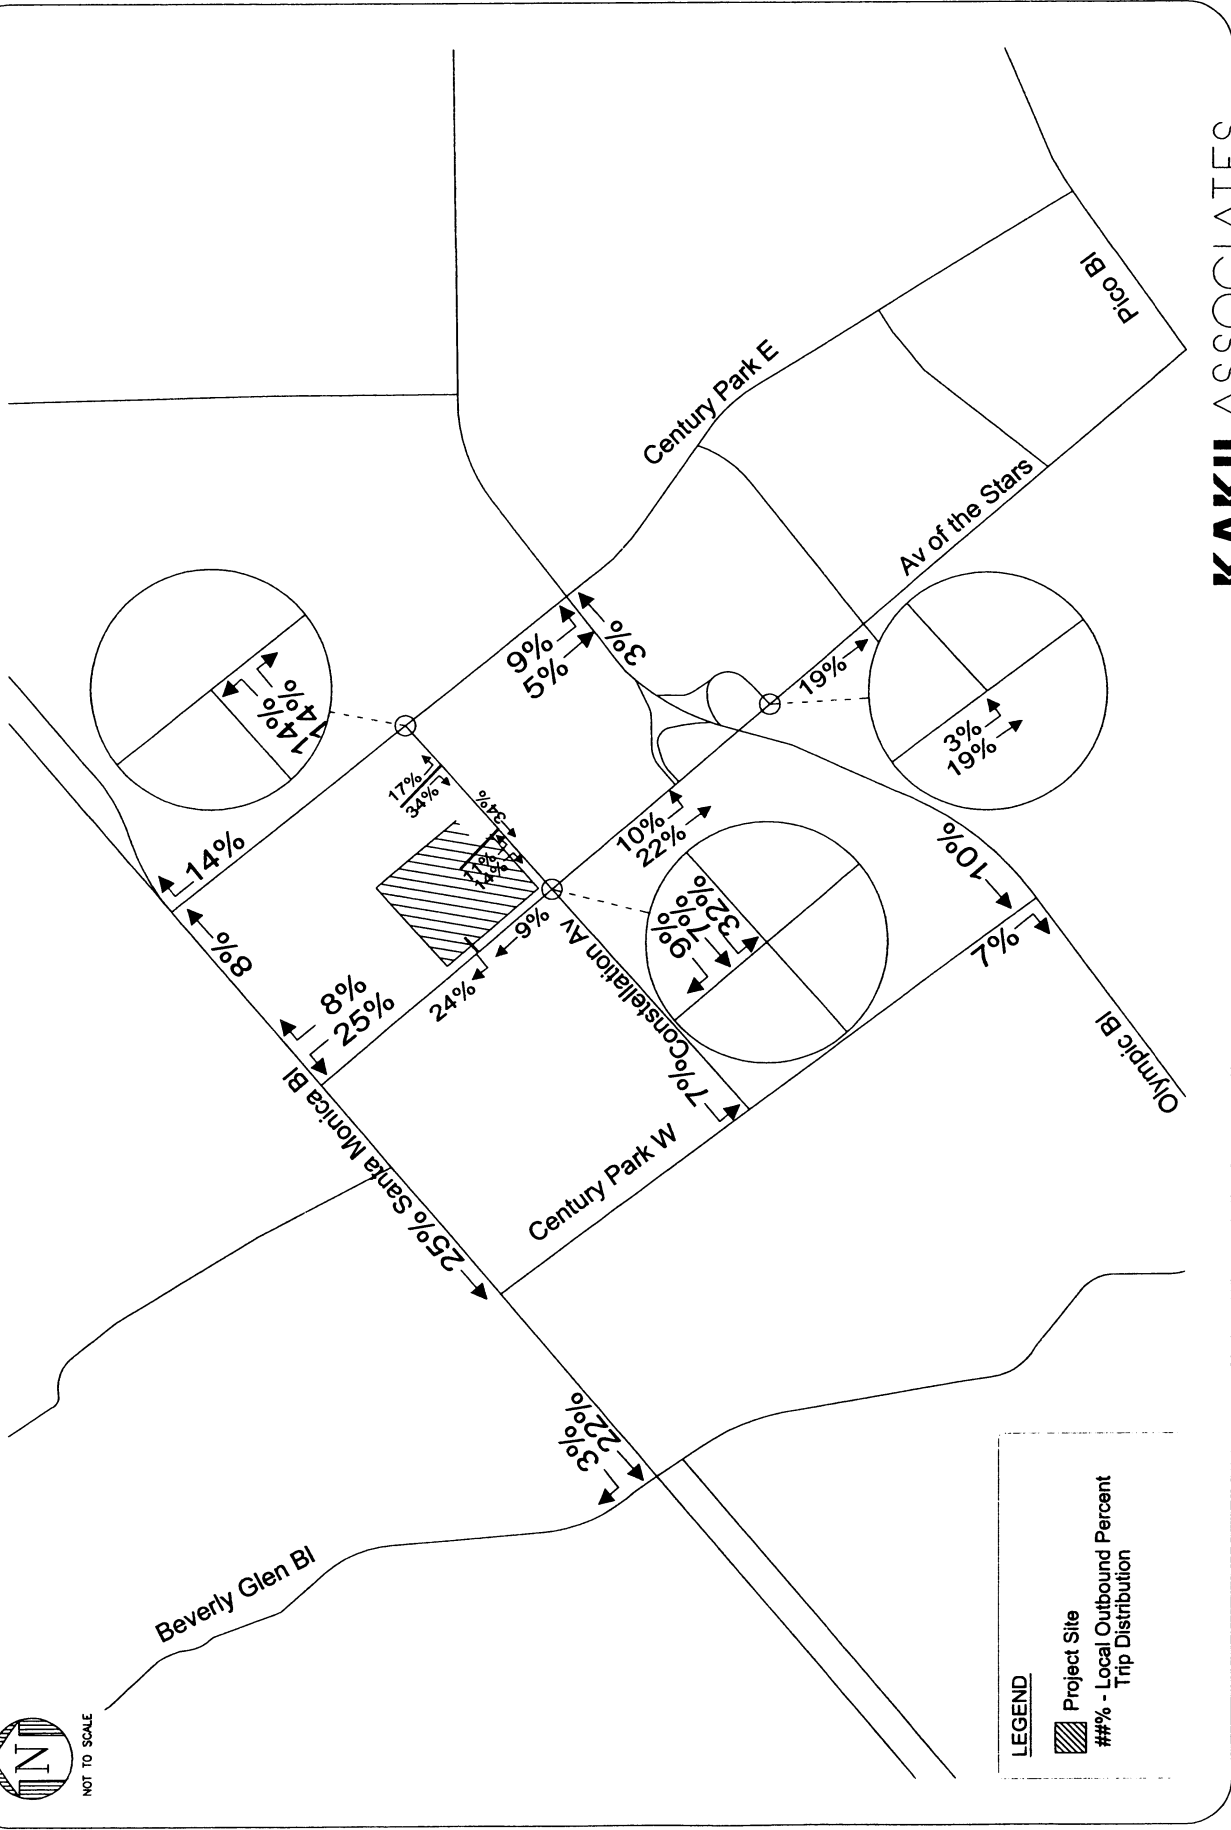 14%
8%
8%
25%
24%
9%
17%
34%
34%
11%
14%
14%
14%
9%
5%
3%
10%
22%
19%
3%
19%
9%
7%
32%
7%
10%
7%
25%
3%
22%
Century Park E
Pico Bl
Av of the Stars
Constellation Av
Santa Monica Bl
Century Park W
Olympic Bl
Beverly Glen Bl
N
NOT TO SCALE
LEGEND
Project Site
##% - Local Outbound Percent
Trip Distribution